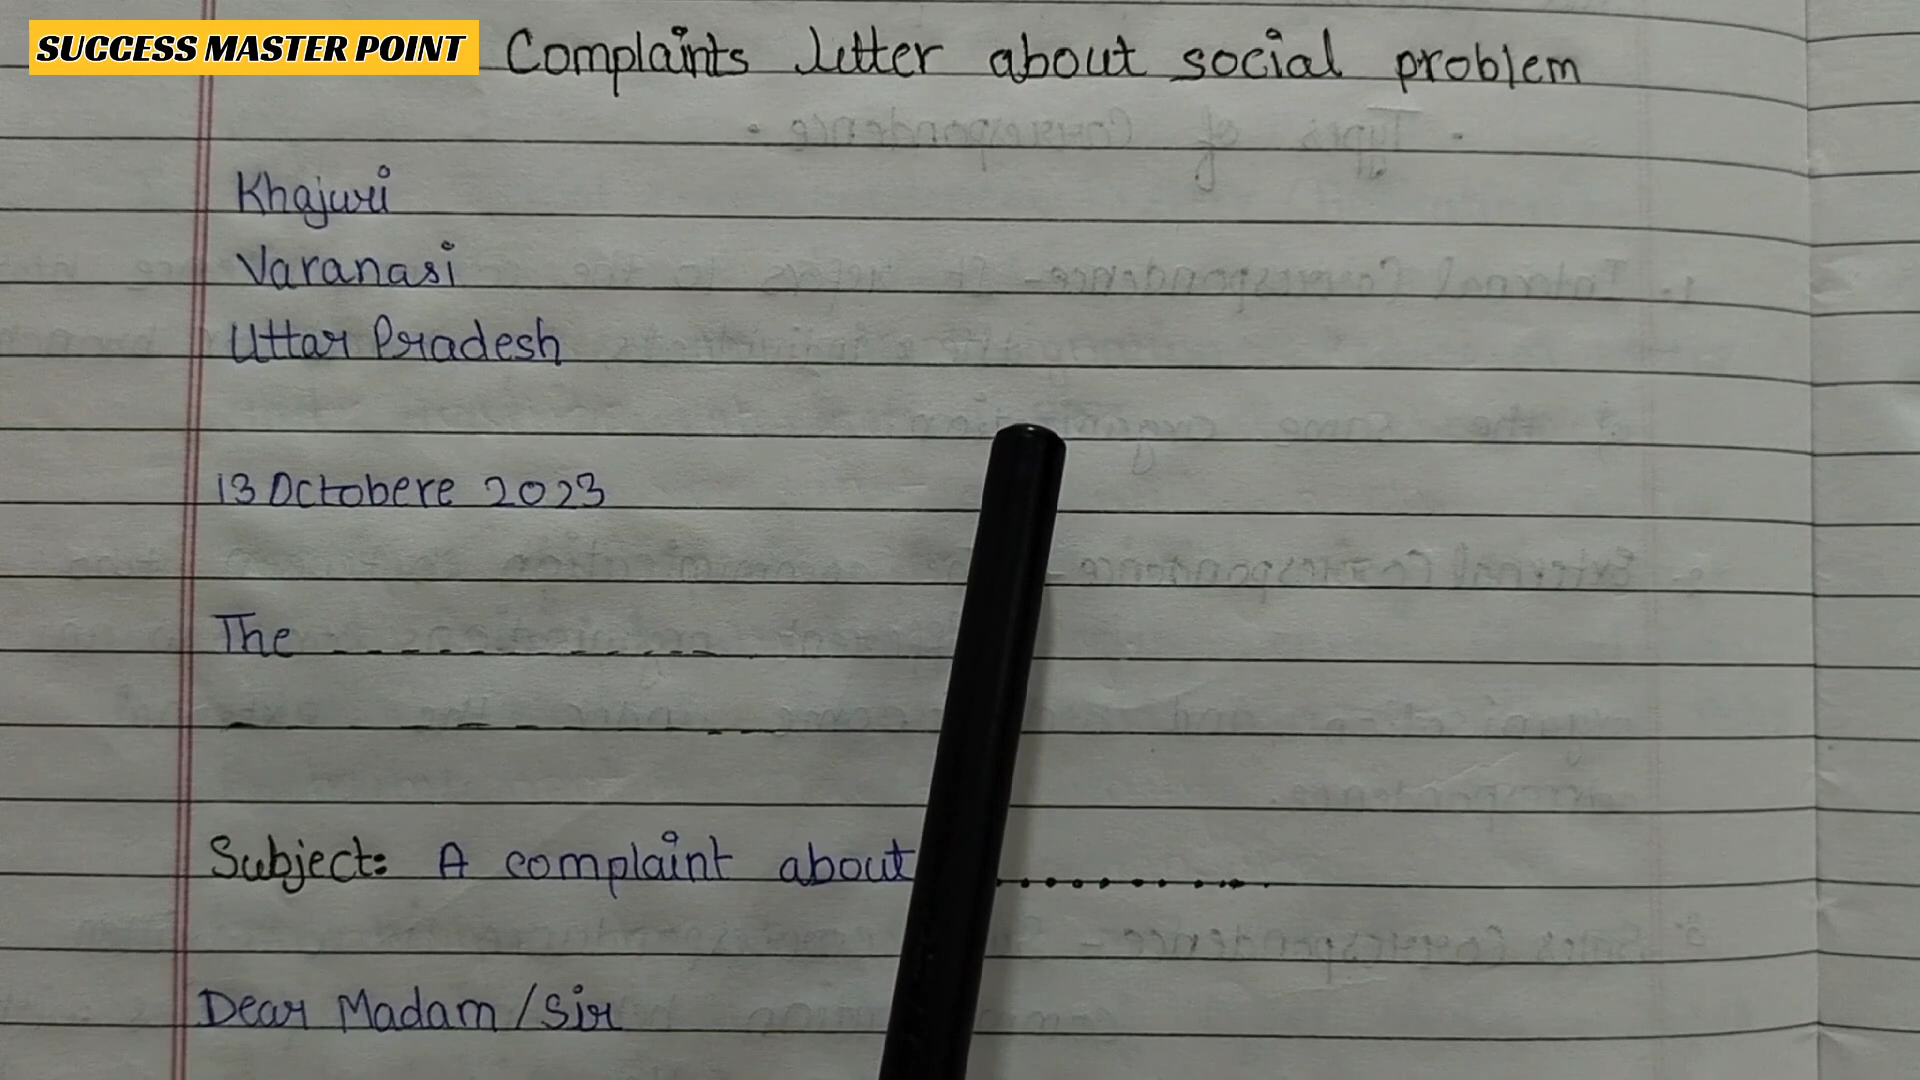 SUCCESS MASTER POINT
Complaints letter about social problem
Khajuri
Varanasi
Uttar Pradesh
13 Octobere 2023
The ------------
------------
Subject: A complaint about ..........
Dear Madam/Sir